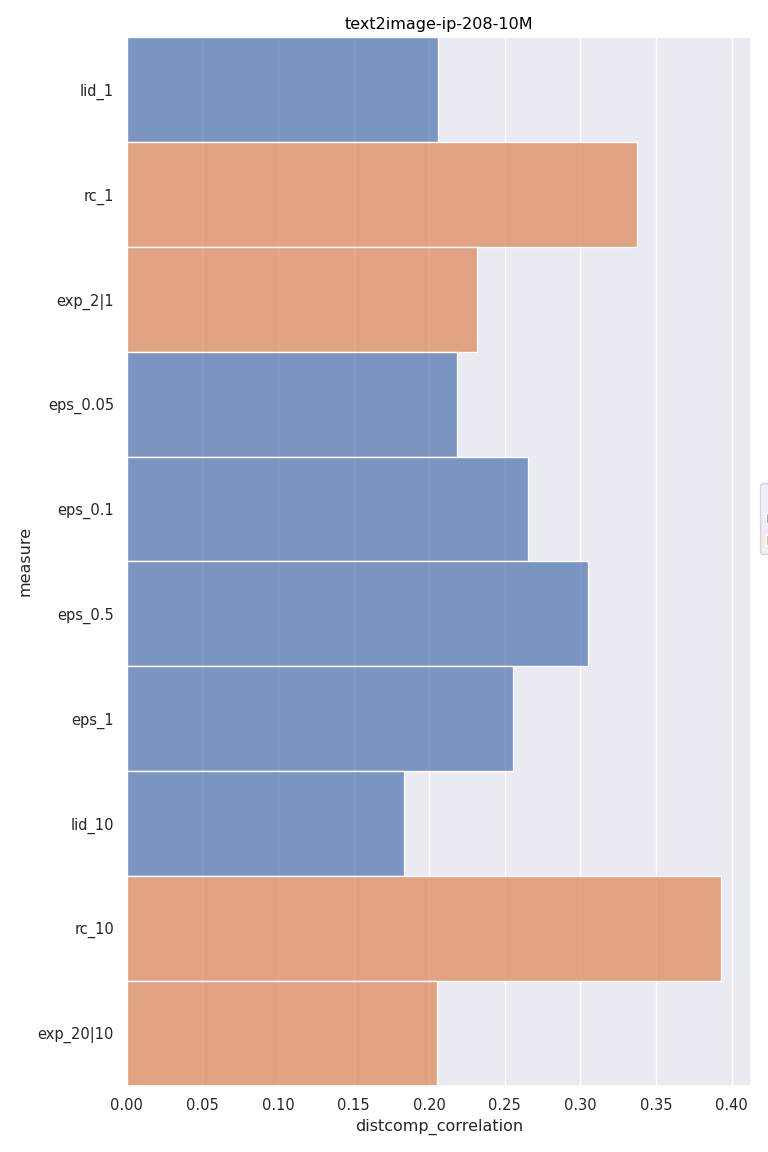 text2image-ip-208-10M
lid_1
rc_1
exp_2|1
eps_0.05
eps_0.1
eps_0.5
eps_1
lid_10
rc_10
exp_20|10
measure
0.00 0.05 0.10 0.15 0.20 0.25 0.30 0.35 0.40
distcomp_correlation